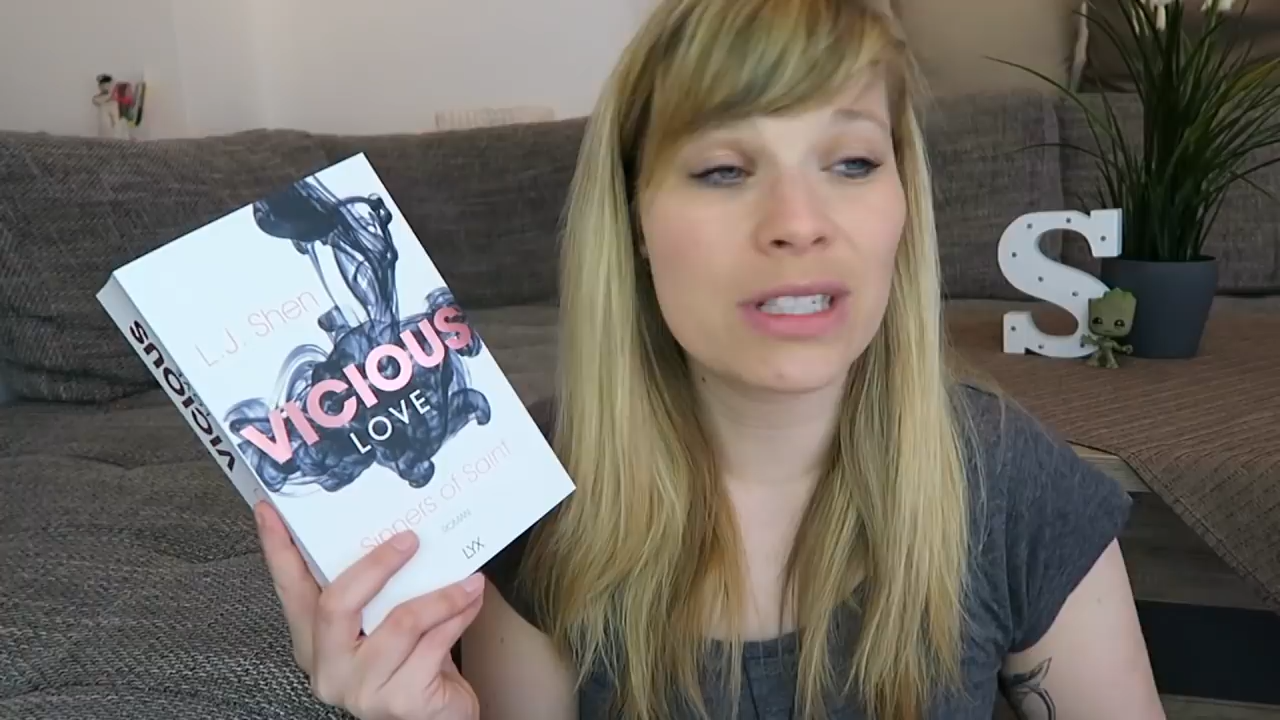 L.J. Shen
VICIOUS
LOVE
Sinners of Saint
ROMAN
LYX
VICIOUS
S